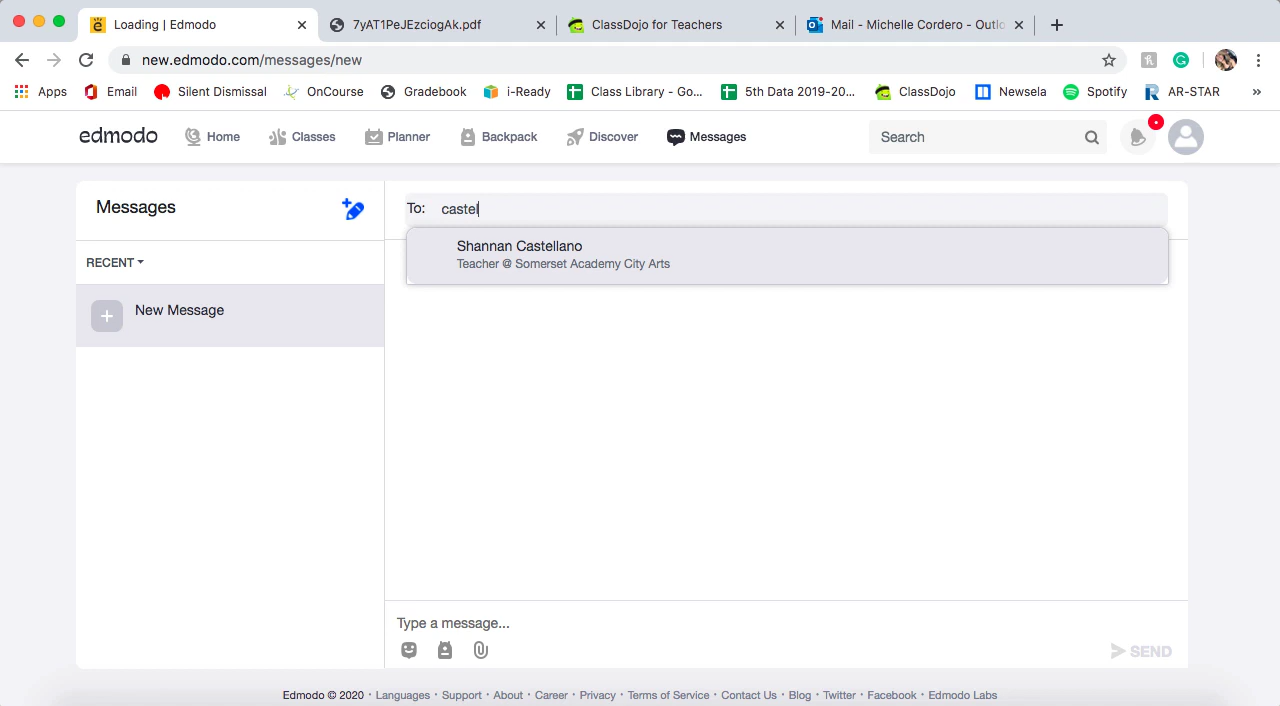 Loading | Edmodo
7yAT1PeJEzciogAk.pdf
ClassDojo for Teachers
Mail - Michelle Cordero - Outlo
new.edmodo.com/messages/new
Apps Email Silent Dismissal OnCourse Gradebook i-Ready Class Library - Go... 5th Data 2019-20... ClassDojo Newsela Spotify AR-STAR »
edmodo Home Classes Planner Backpack Discover Messages Search
Messages
To: castel
Shannan Castellano
Teacher @ Somerset Academy City Arts
RECENT
New Message
Type a message...
SEND
Edmodo © 2020 · Languages · Support · About · Career · Privacy · Terms of Service · Contact Us · Blog · Twitter · Facebook · Edmodo Labs